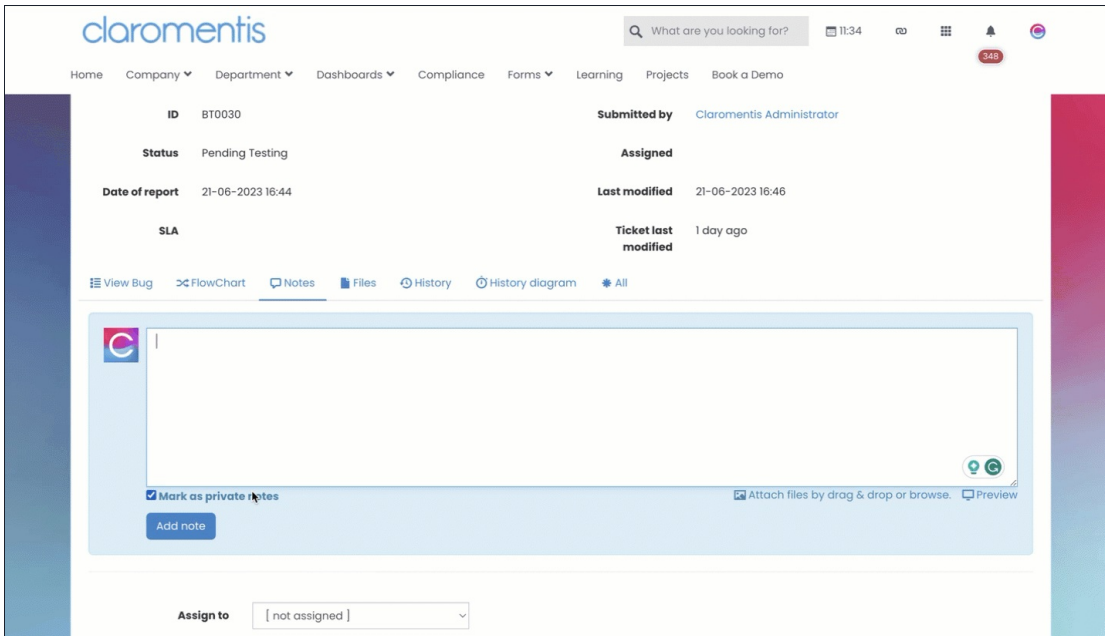 claromentis
What are you looking for?
11:34
348
Home Company Department Dashboards Compliance Forms Learning Projects Book a Demo
ID BT0030 Submitted by Claromentis Administrator
Status Pending Testing Assigned
Date of report 21-06-2023 16:44 Last modified 21-06-2023 16:46
SLA Ticket last 1 day ago
modified
View Bug FlowChart Notes Files History History diagram All
Mark as private notes Attach files by drag & drop or browse. Preview
Add note
Assign to [ not assigned ]